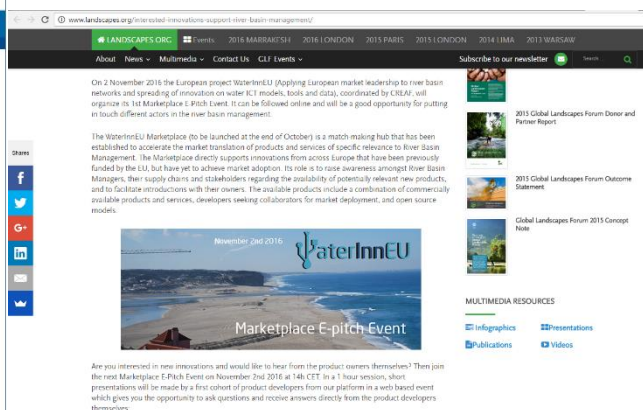 www.landscapes.org/interested-innovations-support-river-basin-management/
LANDSCAPES.ORG Events 2016 MARRAKESH 2016 LONDON 2015 PARIS 2015 LONDON 2014 LIMA 2013 WARSAW
About News Multimedia Contact Us GLF Events Subscribe to our newsletter Search
On 2 November 2016 the European project WaterInnEU (Applying European market leadership to river basin
networks and spreading of innovation on water ICT models, tools and data), coordinated by CREAF, will
organize its 1st Marketplace E-Pitch Event. It can be followed online and will be a good opportunity for putting
in touch different actors in the river basin management.
The WaterInnEU Marketplace (to be launched at the end of October) is a match-making hub that has been
established to accelerate the market translation of products and services of specific relevance to River Basin
Management. The Marketplace directly supports innovations from across Europe that have been previously
funded by the EU, but have yet to achieve market adoption. Its role is to raise awareness amongst River Basin
Managers, their supply chains and stakeholders regarding the availability of potentially relevant new products,
and to facilitate introductions with their owners. The available products include a combination of commercially
available products and services, developers seeking collaborators for market deployment, and open source
models.
Shares
f
G+
in
November 2nd 2016
WaterInnEU
Marketplace E-pitch Event
Are you interested in new innovations and would like to hear from the product owners themselves? Then join
the next Marketplace E-Pitch Event on November 2nd 2016 at 14h CET. In a 1 hour session, short
presentations will be made by a first cohort of product developers from our platform in a web based event
which gives you the opportunity to ask questions and receive answers directly from the product developers
themselves:
2015 Global Landscapes Forum Donor and
Partner Report
2015 Global Landscapes Forum Outcome
Statement
Global Landscapes Forum 2015 Concept
Note
MULTIMEDIA RESOURCES
Infographics Presentations
Publications Videos